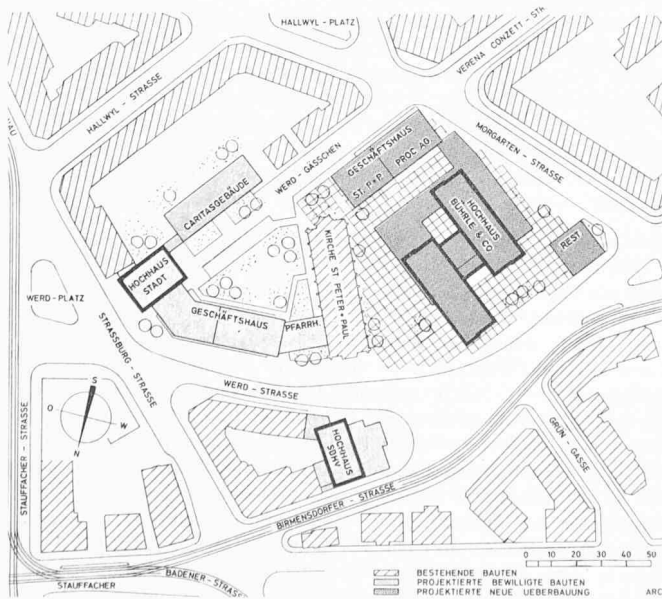 HALLWYL - PLATZ
VERENA CONZETT - STR
HALLWYL - STRASSE
MORGARTEN - STRASSE
GESCHÄFTSHAUS
ST. P+P
PROC AG
WERD - GÄSSCHEN
CARITASGEBÄUDE
HOCHHAUS
BÜHRLE & CO
REST.
KIRCHE ST PETER + PAUL
HOCHHAUS
STADT
WERD - PLATZ
GESCHÄFTSHAUS
PFARRH.
STRASSBURG - STRASSE
WERD - STRASSE
S
O
W
N
STAUFFACHER - STRASSE
HOCHHAUS
SBHV
GRÜN - GASSE
BIRMENSDORFER - STRASSE
0 10 20 30 40 50
BADENER - STRASS
STAUFFACHER
BESTEHENDE BAUTEN
PROJEKTIERTE BEWILLIGTE BAUTEN
PROJEKTIERTE NEUE UEBERBAUUNG
ARC